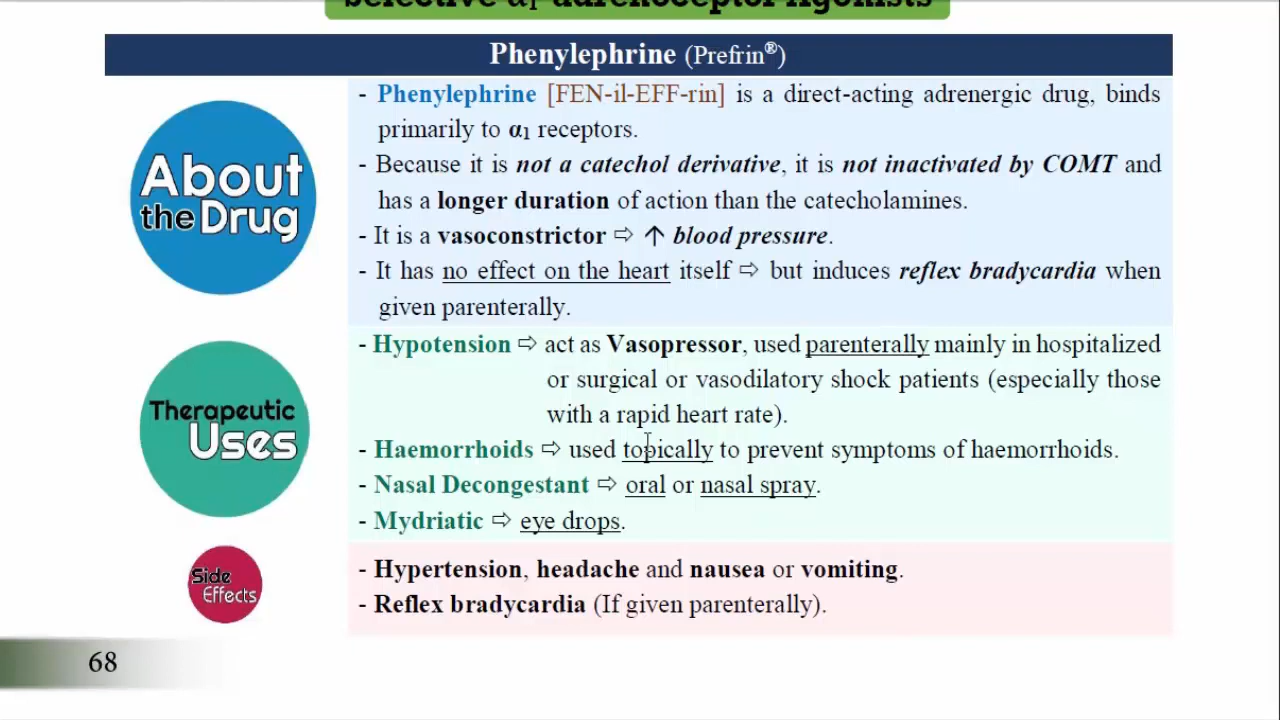 Selective α₁-adrenoceptor Agonists
Phenylephrine (Prefrin®)
About
the Drug
- Phenylephrine [FEN-il-EFF-rin] is a direct-acting adrenergic drug, binds
primarily to α₁ receptors.
- Because it is not a catechol derivative, it is not inactivated by COMT and
has a longer duration of action than the catecholamines.
- It is a vasoconstrictor ⇨ ↑ blood pressure.
- It has no effect on the heart itself ⇨ but induces reflex bradycardia when
given parenterally.
Therapeutic
Uses
- Hypotension ⇨ act as Vasopressor, used parenterally mainly in hospitalized
or surgical or vasodilatory shock patients (especially those
with a rapid heart rate).
- Haemorrhoids ⇨ used topically to prevent symptoms of haemorrhoids.
- Nasal Decongestant ⇨ oral or nasal spray.
- Mydriatic ⇨ eye drops.
Side
Effects
- Hypertension, headache and nausea or vomiting.
- Reflex bradycardia (If given parenterally).
68